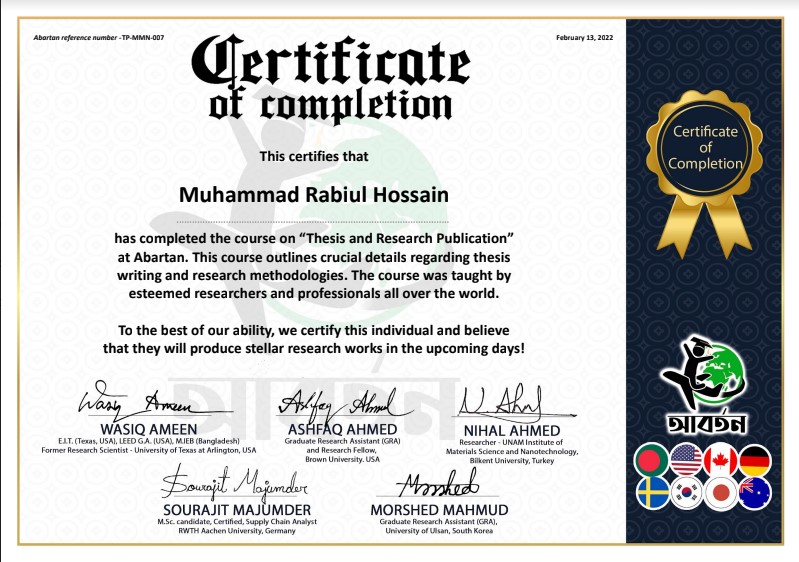 Abartan reference number -TP-MMN-007
February 13, 2022
Certificate
of completion
This certifies that
Muhammad Rabiul Hossain
has completed the course on “Thesis and Research Publication”
at Abartan. This course outlines crucial details regarding thesis
writing and research methodologies. The course was taught by
esteemed researchers and professionals all over the world.
To the best of our ability, we certify this individual and believe
that they will produce stellar research works in the upcoming days!
আবর্তন
Wasiq Ameen
WASIQ AMEEN
E.I.T. (Texas, USA), LEED G.A. (USA), M.IEB (Bangladesh)
Former Research Scientist - University of Texas at Arlington, USA
Ashfaq Ahmed
ASHFAQ AHMED
Graduate Research Assistant (GRA)
and Research Fellow,
Brown University. USA
N. Ahmed
NIHAL AHMED
Researcher - UNAM Institute of
Materials Science and Nanotechnology,
Bilkent University, Turkey
Sourajit Majumder
SOURAJIT MAJUMDER
M.Sc. candidate, Certified, Supply Chain Analyst
RWTH Aachen University, Germany
Morshed
MORSHED MAHMUD
Graduate Research Assistant (GRA),
University of Ulsan, South Korea
Certificate
of
Completion
আবর্তন